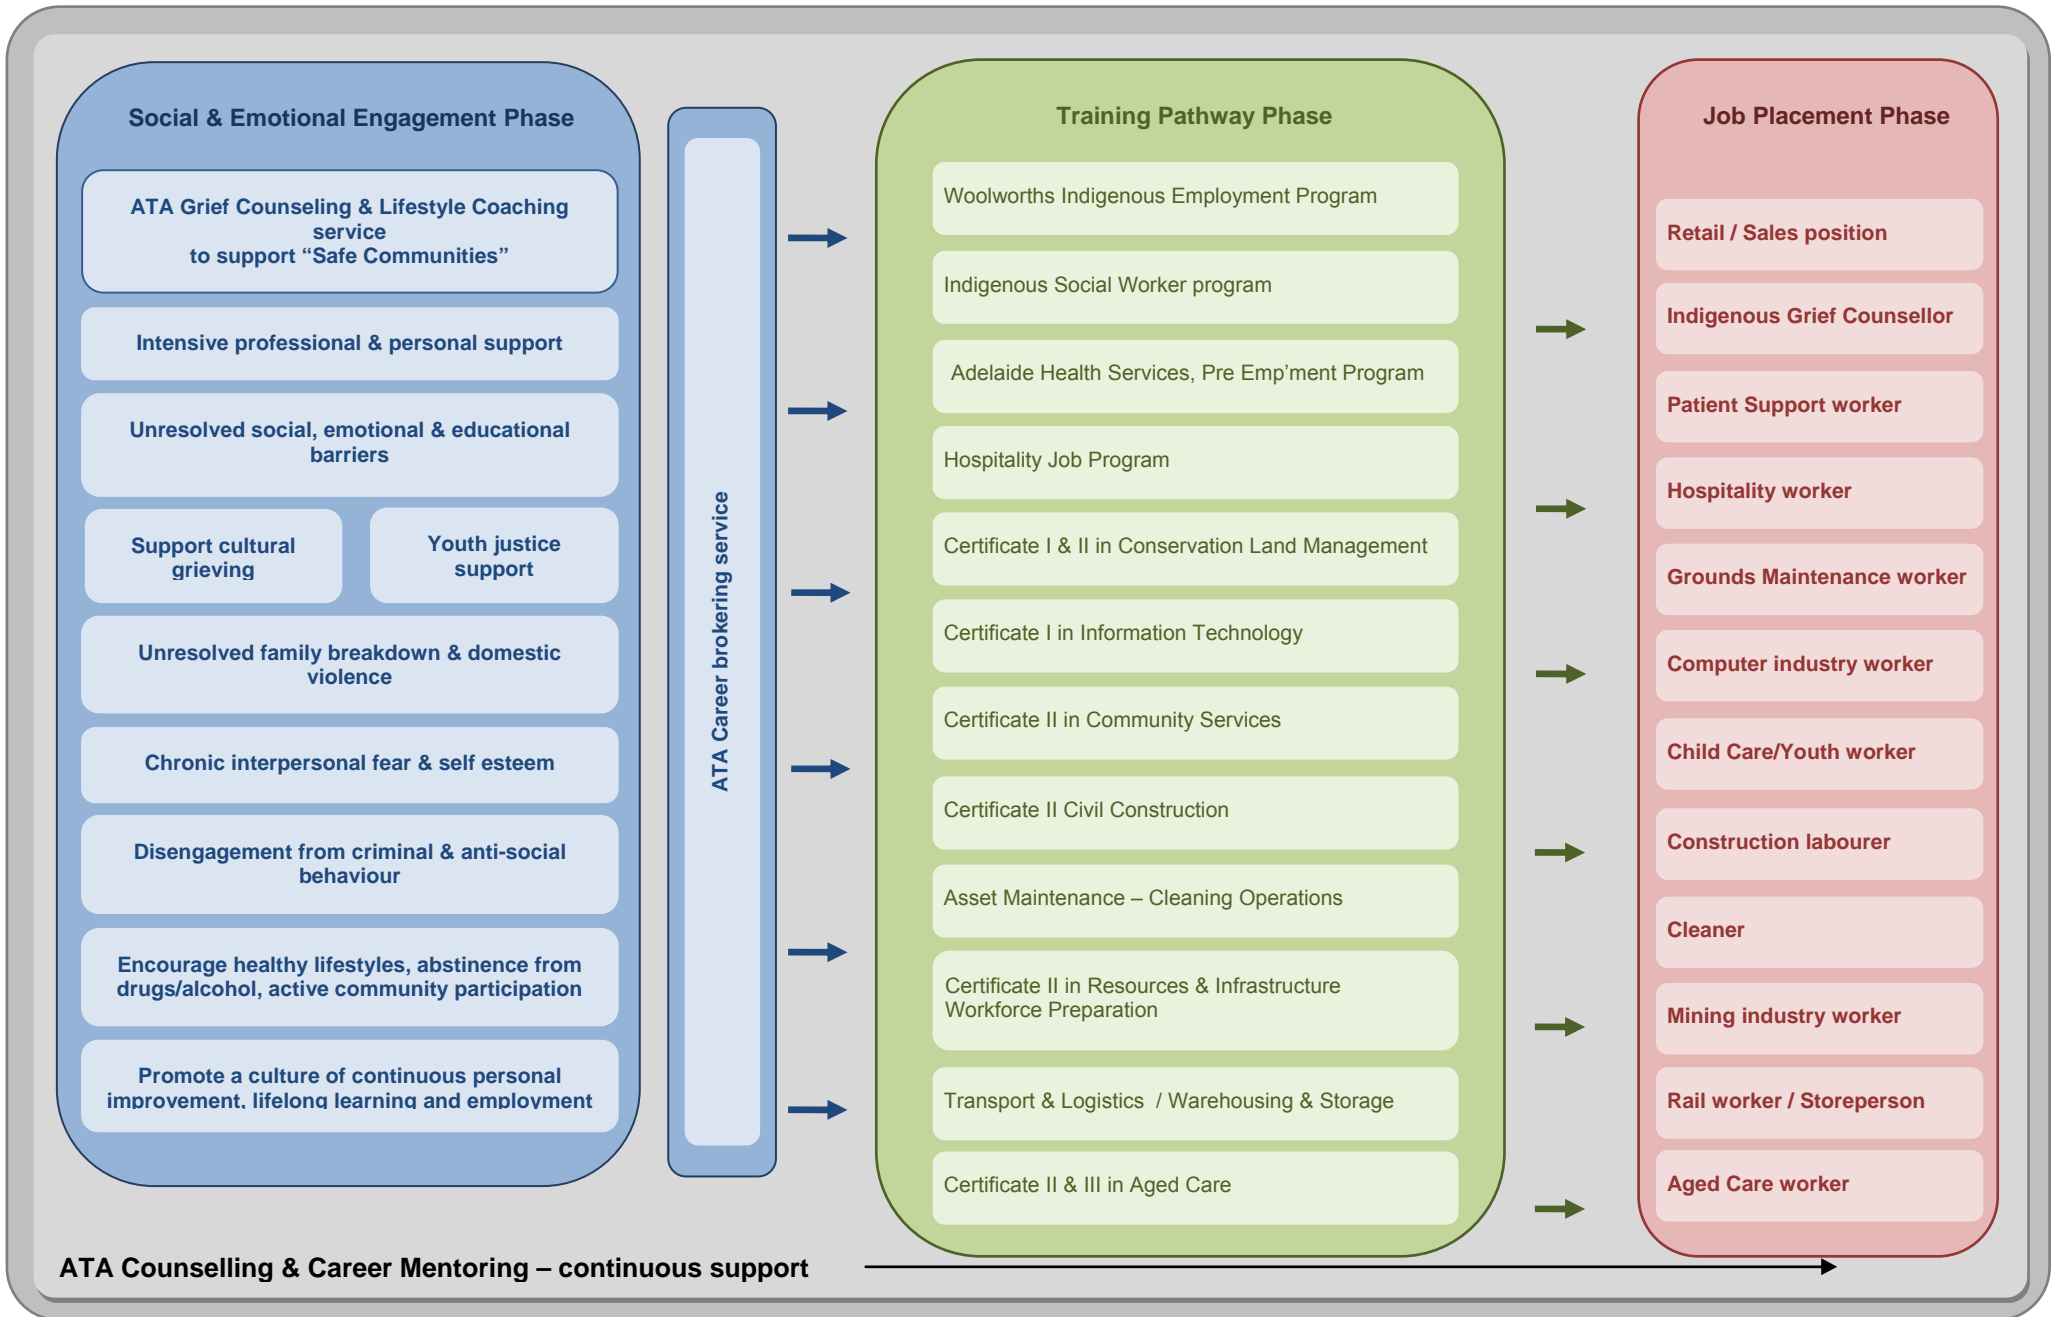 Social & Emotional Engagement Phase
ATA Grief Counseling & Lifestyle Coaching
service
to support “Safe Communities”
Intensive professional & personal support
Unresolved social, emotional & educational
barriers
Support cultural
grieving
Youth justice
support
Unresolved family breakdown & domestic
violence
Chronic interpersonal fear & self esteem
Disengagement from criminal & anti-social
behaviour
Encourage healthy lifestyles, abstinence from
drugs/alcohol, active community participation
Promote a culture of continuous personal
improvement, lifelong learning and employment
ATA Career brokering service
Training Pathway Phase
Woolworths Indigenous Employment Program
Indigenous Social Worker program
Adelaide Health Services, Pre Emp’ment Program
Hospitality Job Program
Certificate I & II in Conservation Land Management
Certificate I in Information Technology
Certificate II in Community Services
Certificate II Civil Construction
Asset Maintenance – Cleaning Operations
Certificate II in Resources & Infrastructure
Workforce Preparation
Transport & Logistics / Warehousing & Storage
Certificate II & III in Aged Care
Job Placement Phase
Retail / Sales position
Indigenous Grief Counsellor
Patient Support worker
Hospitality worker
Grounds Maintenance worker
Computer industry worker
Child Care/Youth worker
Construction labourer
Cleaner
Mining industry worker
Rail worker / Storeperson
Aged Care worker
ATA Counselling & Career Mentoring – continuous support